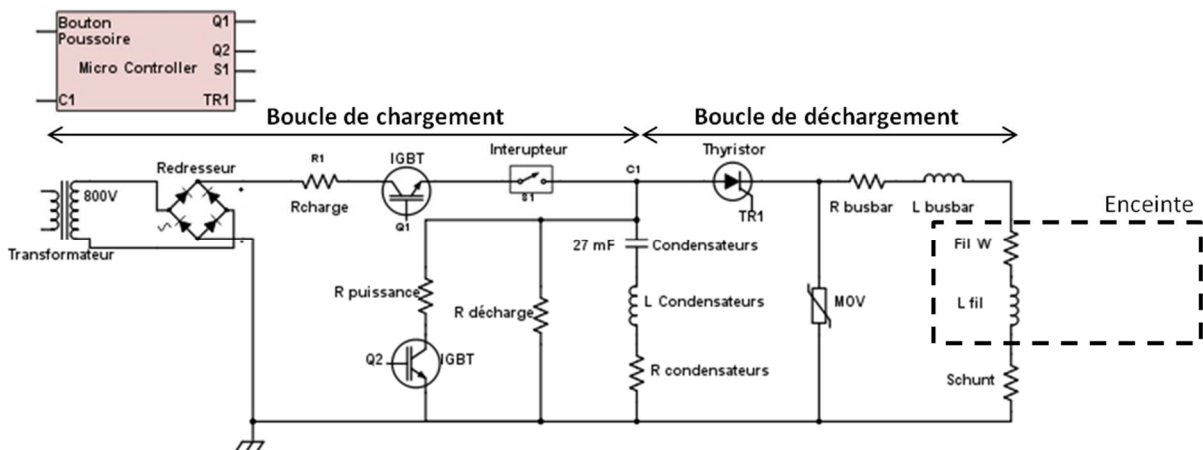 Bouton
Poussoire
Q1
Q2
Micro Controller
S1
C1
TR1
Boucle de chargement
Boucle de déchargement
Redresseur
R1
IGBT
Interupteur
C1
Thyristor
800V
+
Rcharge
Q1
S1
TR1
R busbar
L busbar
Enceinte
Transformateur
-
27 mF
Condensateurs
Fil W
R puissance
R décharge
L Condensateurs
MOV
L fil
Q2
IGBT
R condensateurs
Schunt